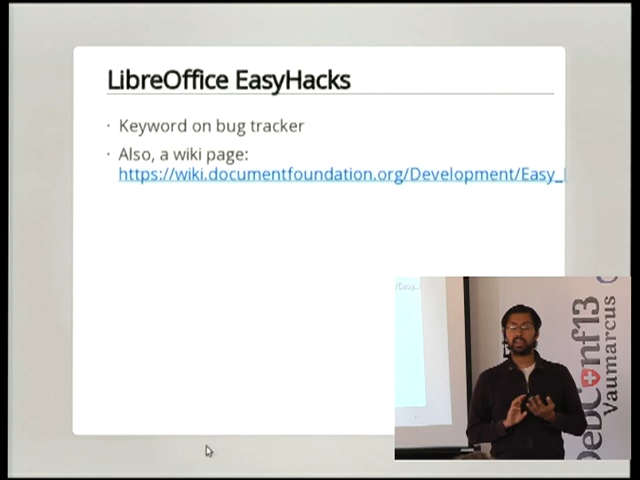 LibreOffice EasyHacks
· Keyword on bug tracker
· Also, a wiki page:
https://wiki.documentfoundation.org/Development/Easy_
DebConf13
Vaumarcus